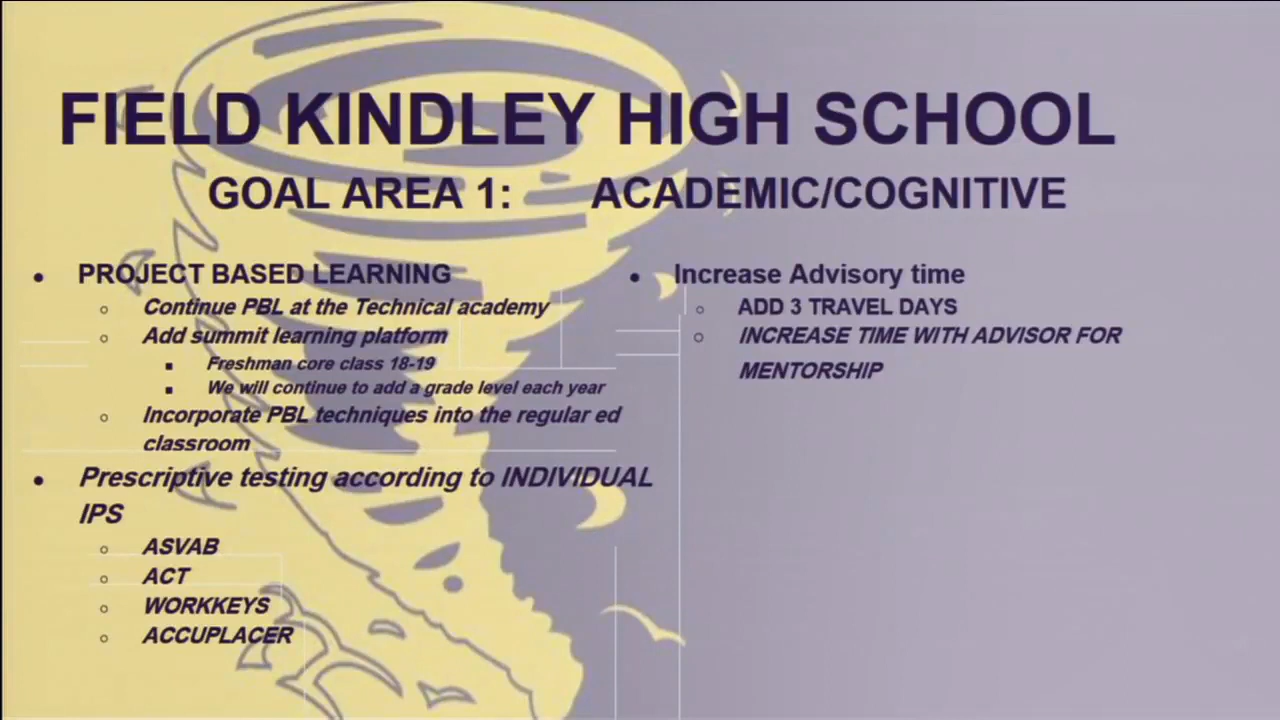 FIELD KINDLEY HIGH SCHOOL
GOAL AREA 1: ACADEMIC/COGNITIVE
PROJECT BASED LEARNING
Continue PBL at the Technical academy
Add summit learning platform
Freshman core class 18-19
We will continue to add a grade level each year
Incorporate PBL techniques into the regular ed
classroom
Prescriptive testing according to INDIVIDUAL
IPS
ASVAB
ACT
WORKKEYS
ACCUPLACER
Increase Advisory time
ADD 3 TRAVEL DAYS
INCREASE TIME WITH ADVISOR FOR
MENTORSHIP